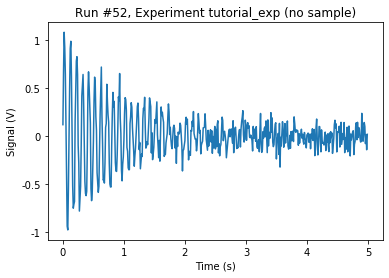 Run #52, Experiment tutorial_exp (no sample)
Signal (V)
1
0.5
0
-0.5
-1
0 1 2 3 4 5
Time (s)